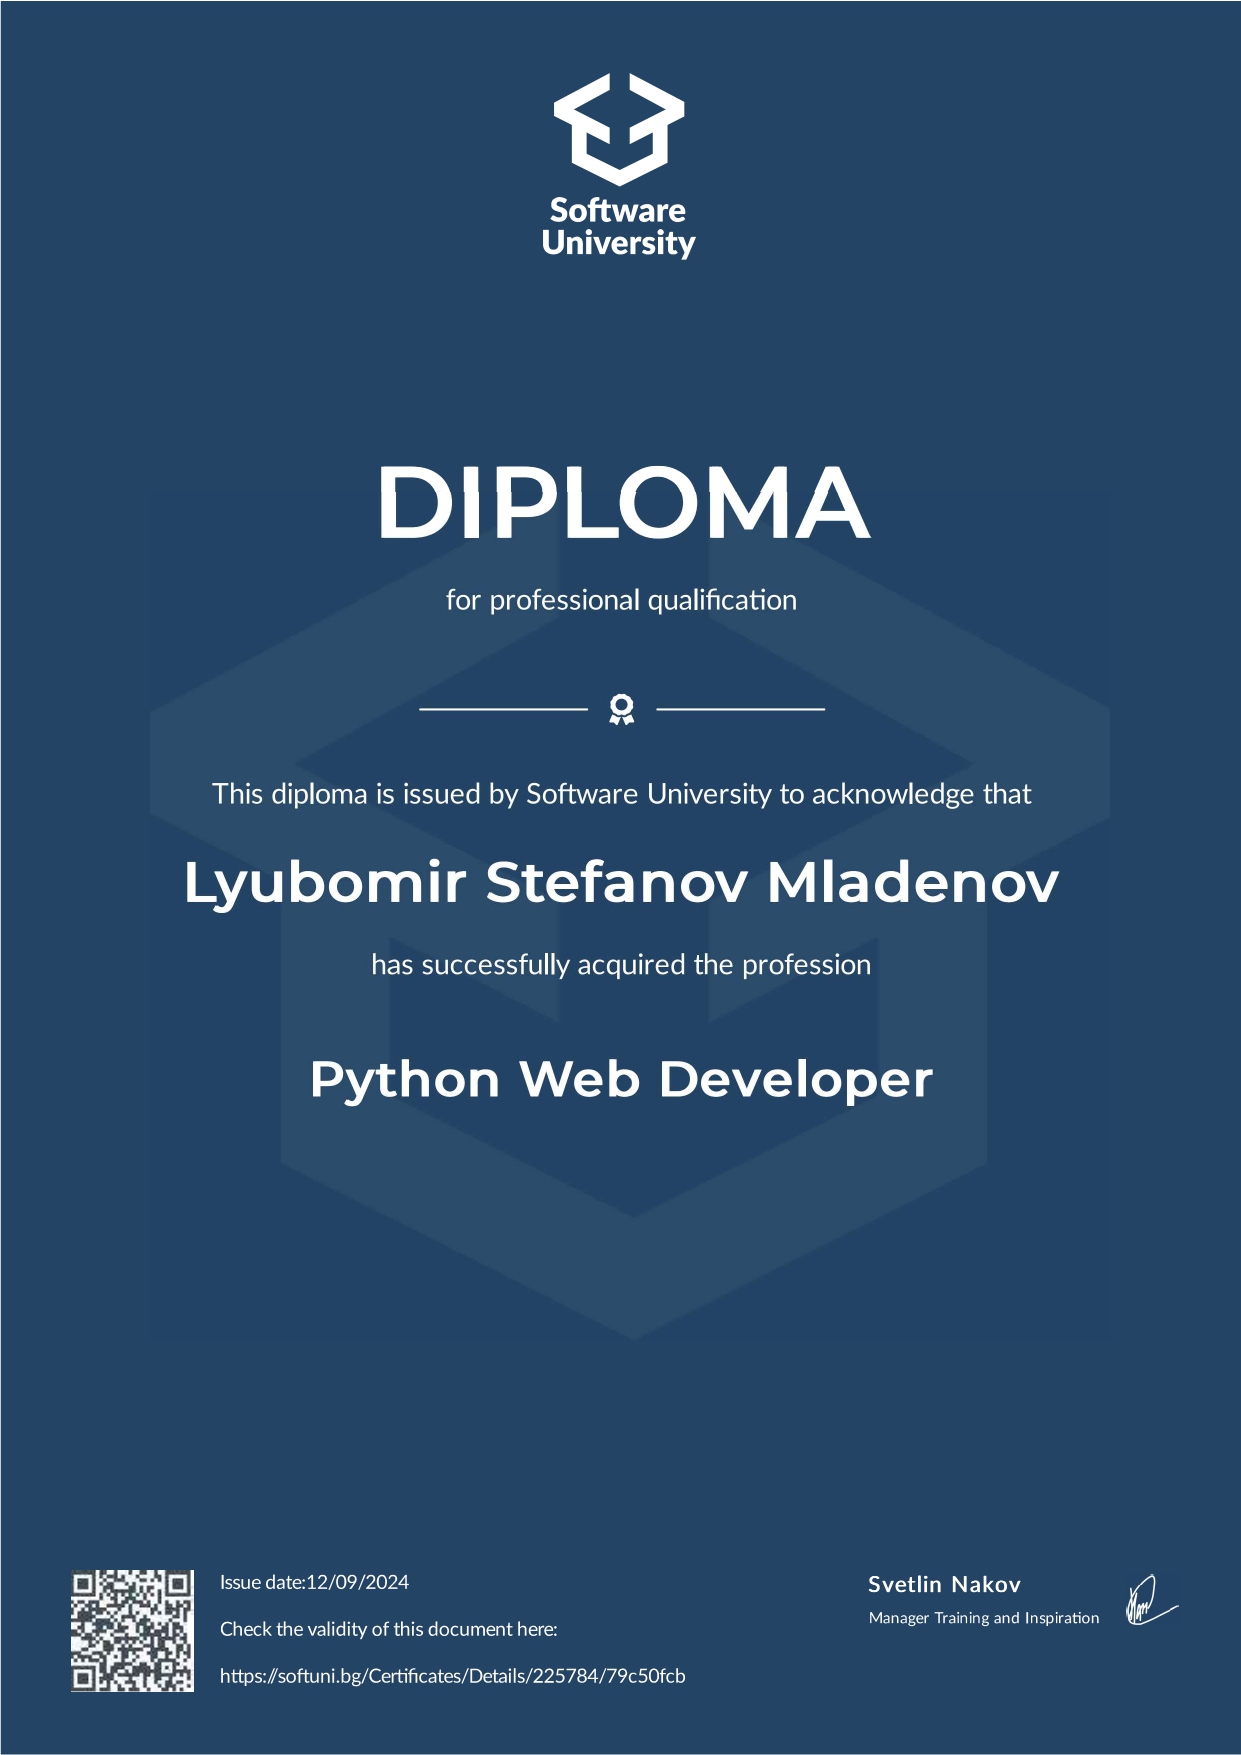 Software
University
DIPLOMA
for professional qualification
This diploma is issued by Software University to acknowledge that
Lyubomir Stefanov Mladenov
has successfully acquired the profession
Python Web Developer
Issue date:12/09/2024
Check the validity of this document here:
https://softuni.bg/Certificates/Details/225784/79c50fcb
Svetlin Nakov
Manager Training and Inspiration